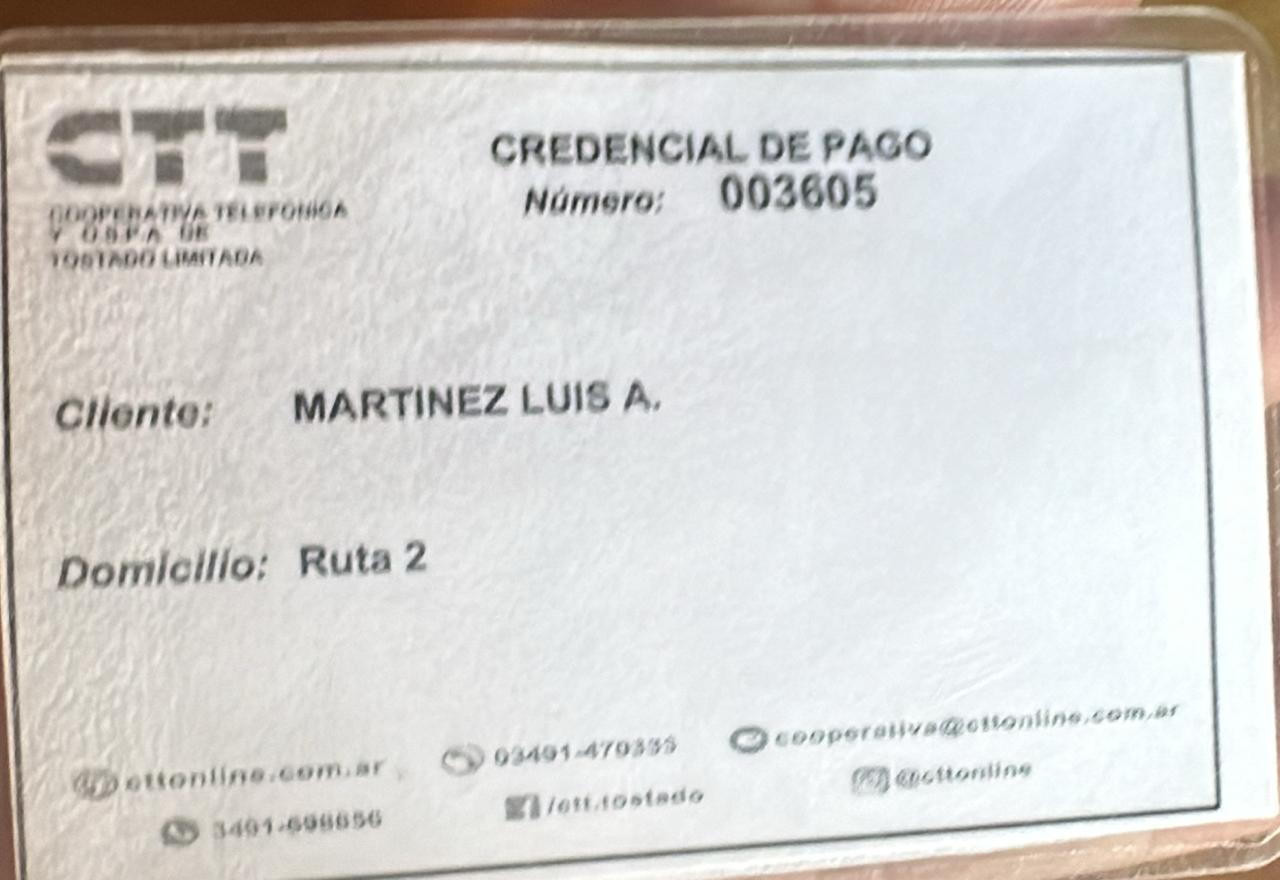 CTT
CREDENCIAL DE PAGO
Número: 003605
COOPERATIVA TELEFONICA
Y O.S.P.A. DE
TOSTADO LIMITADA
Cliente: MARTINEZ LUIS A.
Domicilio: Ruta 2
cttonline.com.ar
cooperativa@cttonline.com.ar
/ctt.tostado
@cttonline